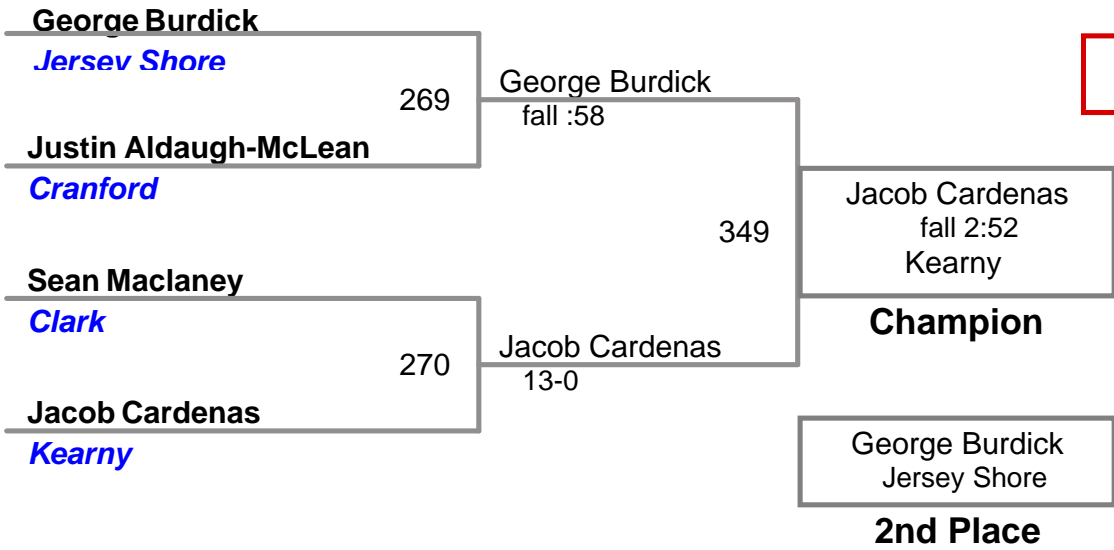 George Burdick
Jersey Shore
269
George Burdick
fall :58
Justin Aldaugh-McLean
Cranford
349
Jacob Cardenas
fall 2:52
Kearny
Champion
Sean Maclaney
Clark
270
Jacob Cardenas
13-0
Jacob Cardenas
Kearny
George Burdick
Jersey Shore
2nd Place